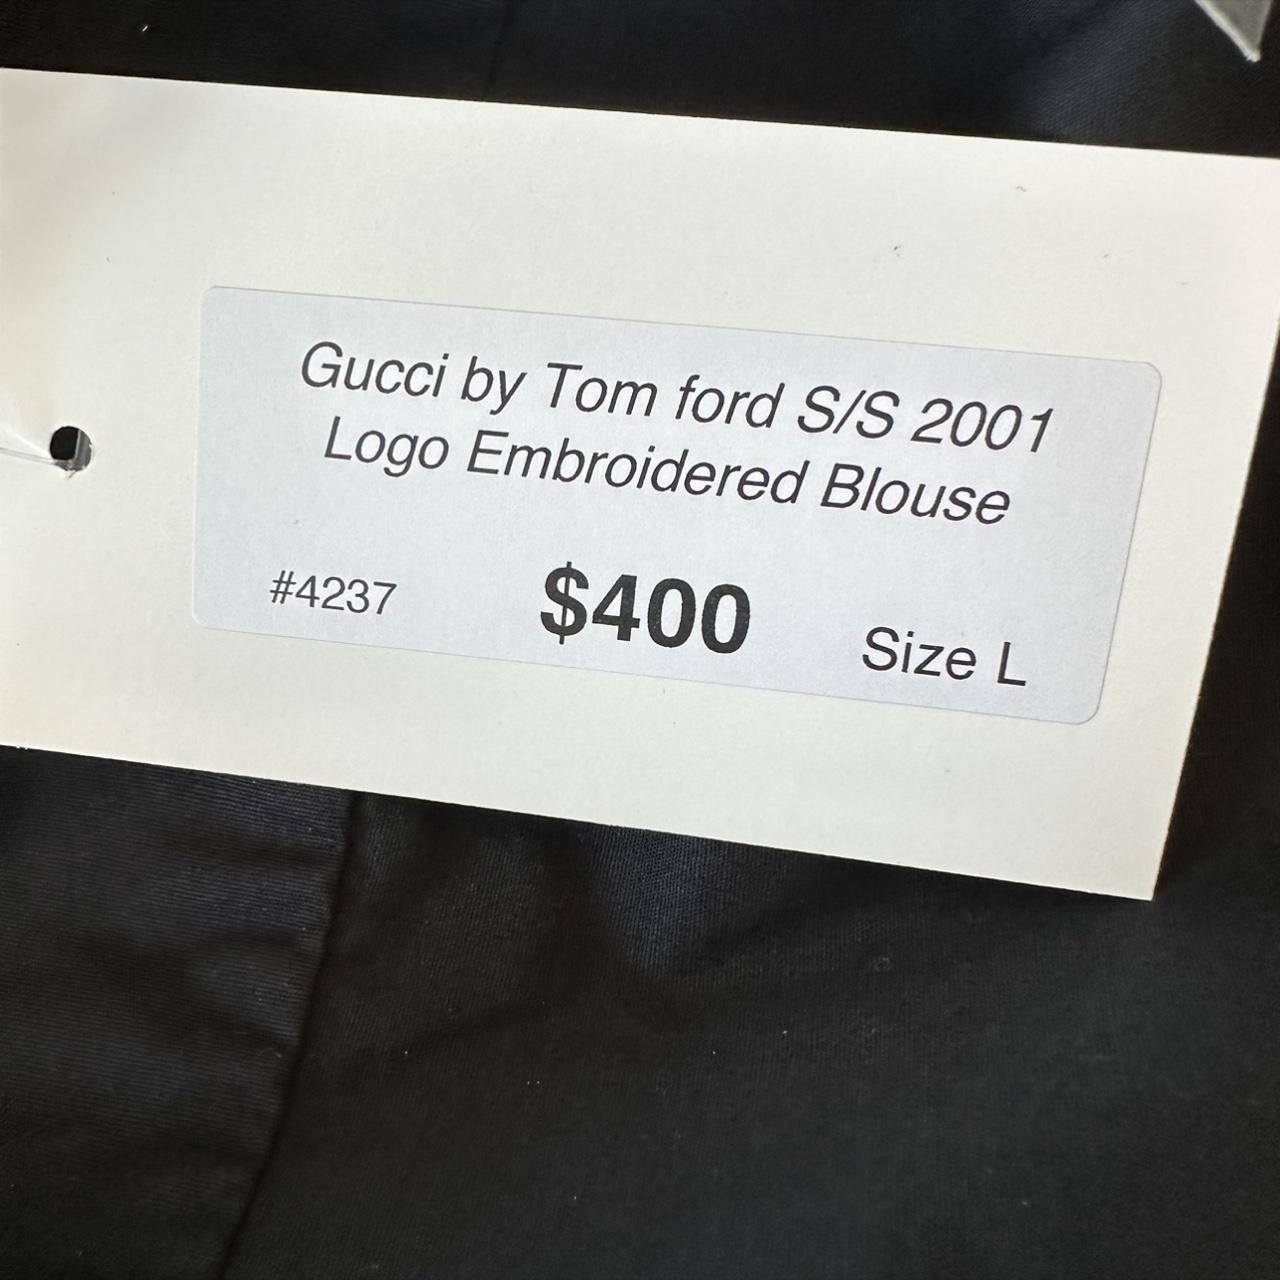 Gucci by Tom ford S/S 2001
Logo Embroidered Blouse
#4237 $400 Size L